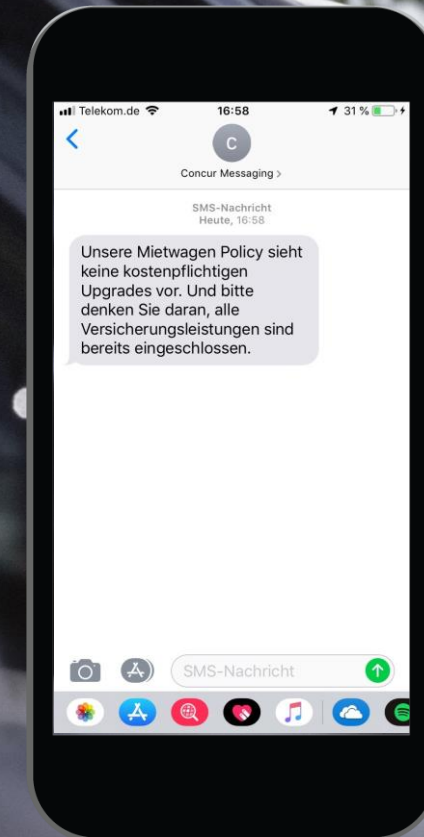 Telekom.de 16:58 31 %
C
Concur Messaging >
SMS-Nachricht
Heute, 16:58
Unsere Mietwagen Policy sieht
keine kostenpflichtigen
Upgrades vor. Und bitte
denken Sie daran, alle
Versicherungsleistungen sind
bereits eingeschlossen.
SMS-Nachricht